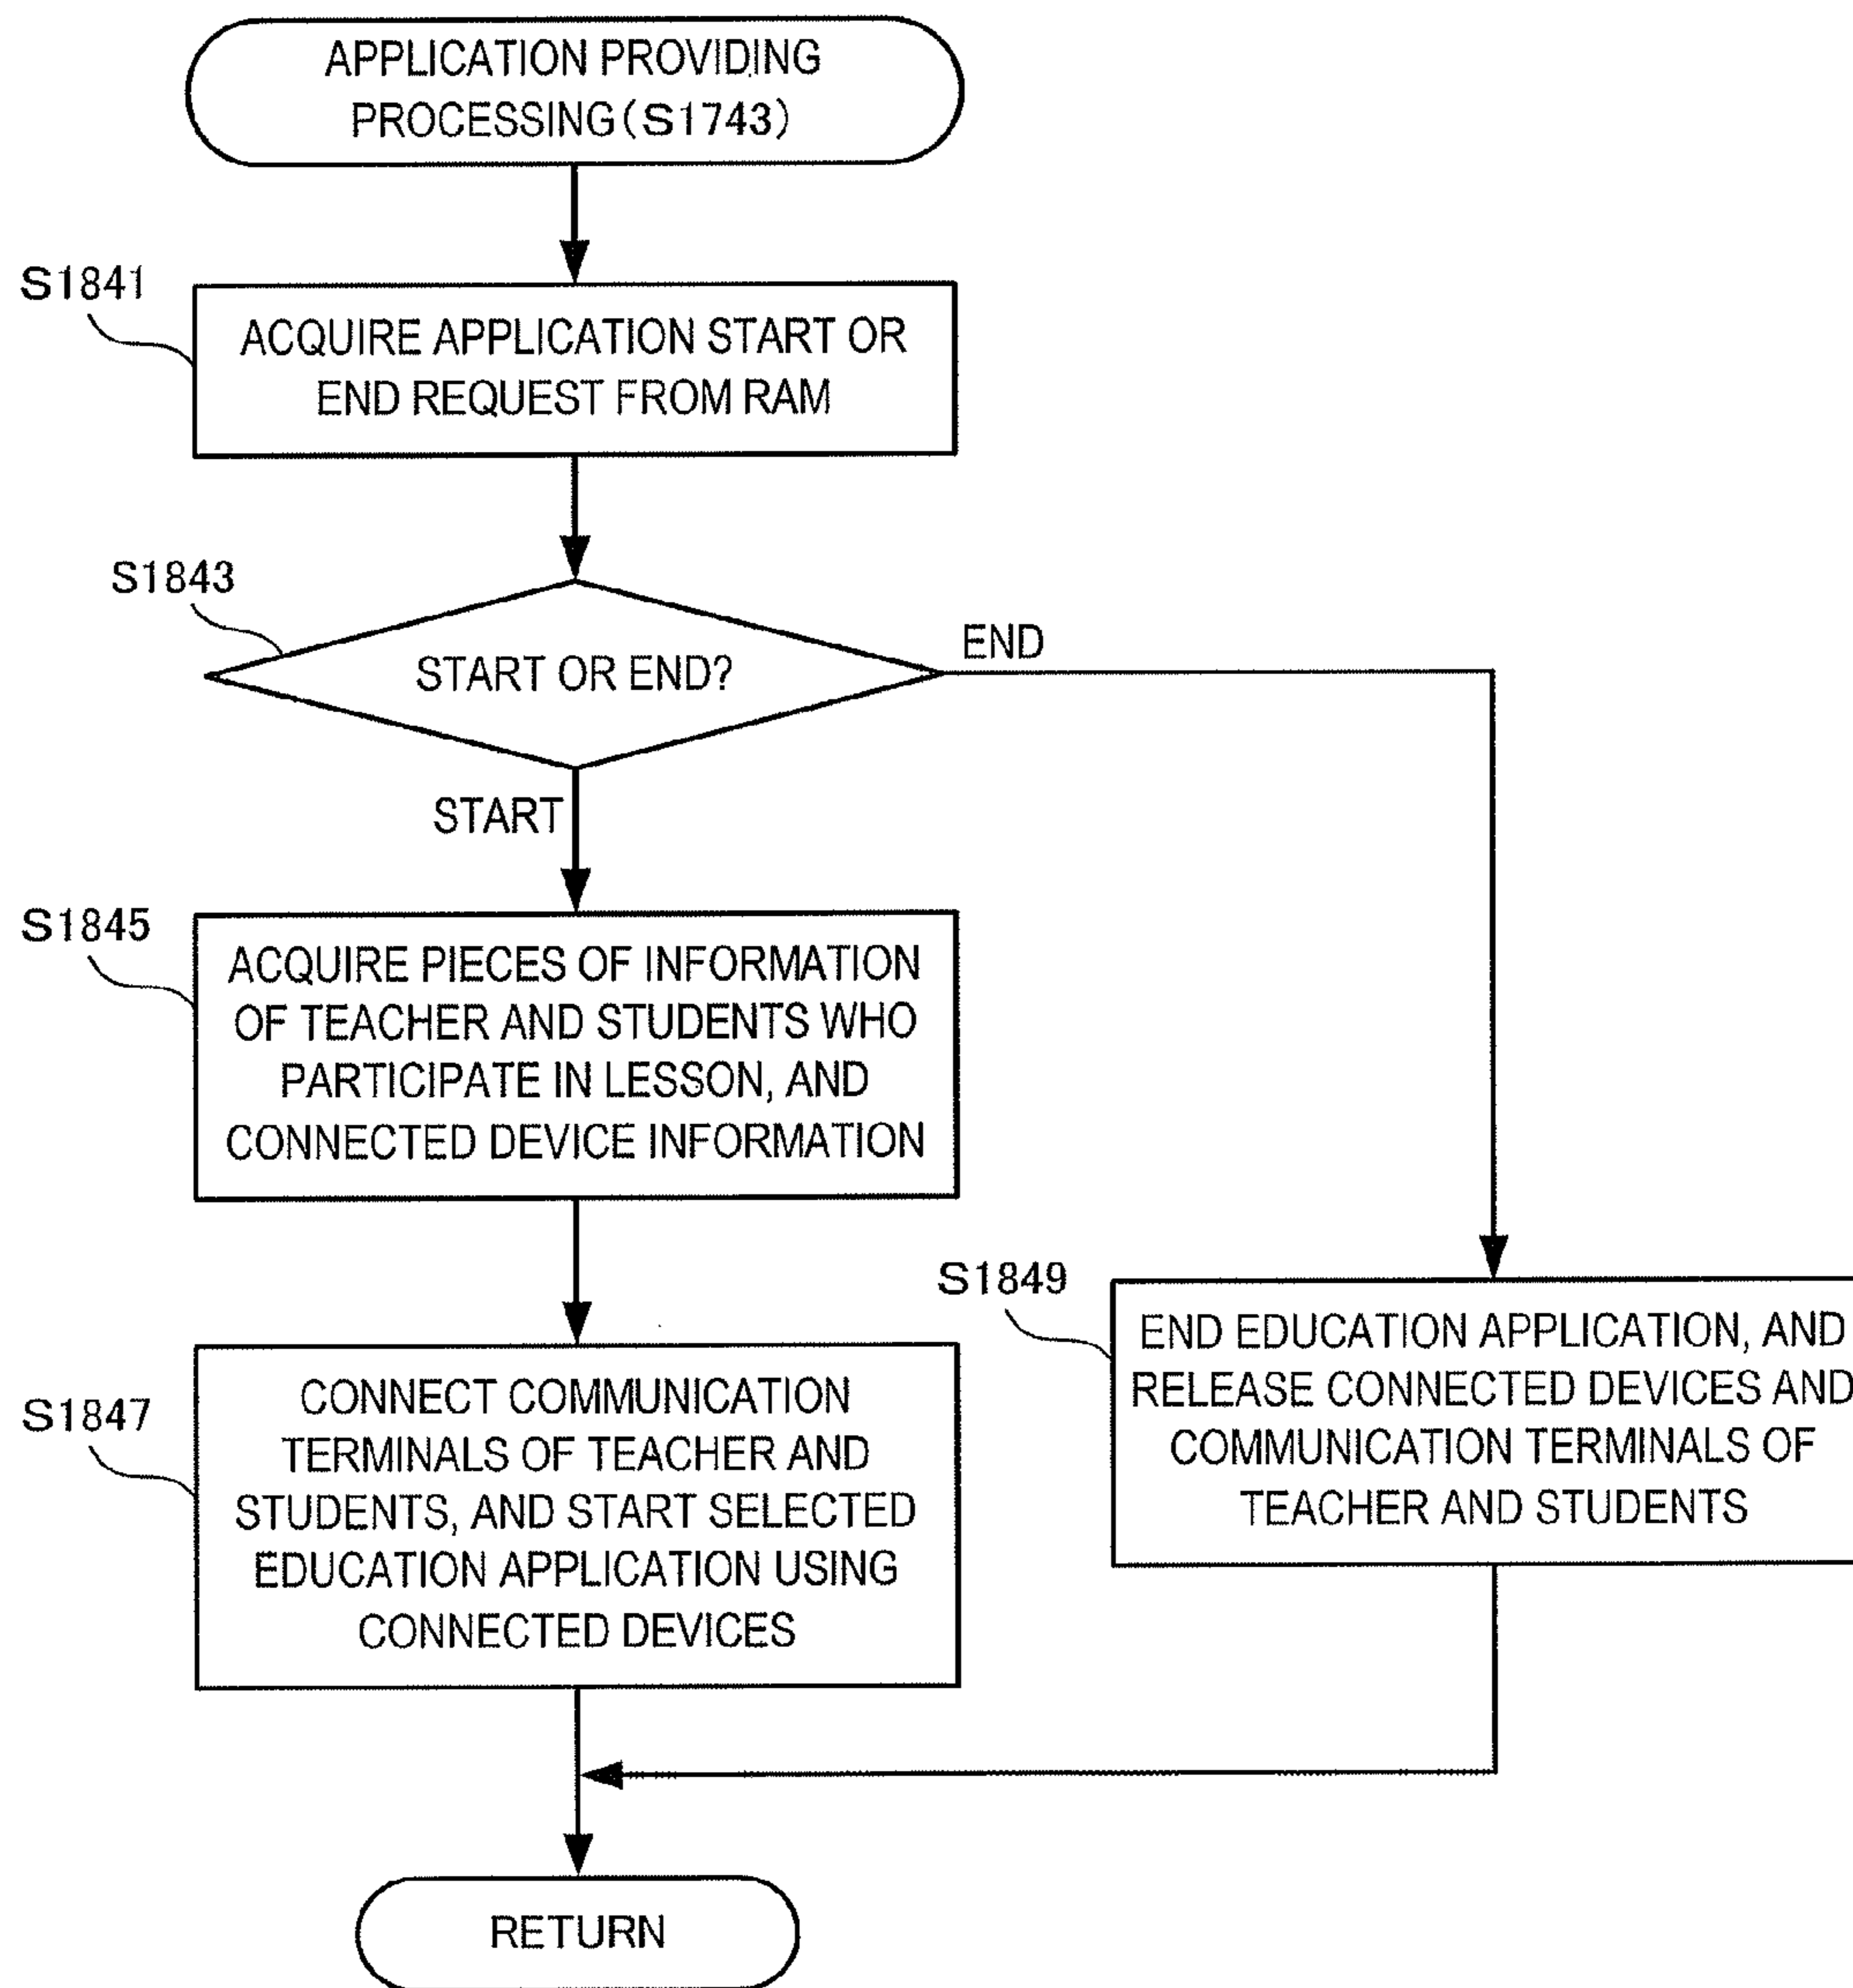 APPLICATION PROVIDING
PROCESSING(S1743)
S1841
ACQUIRE APPLICATION START OR
END REQUEST FROM RAM
S1843
START OR END?
END
START
S1845
ACQUIRE PIECES OF INFORMATION
OF TEACHER AND STUDENTS WHO
PARTICIPATE IN LESSON, AND
CONNECTED DEVICE INFORMATION
S1847
CONNECT COMMUNICATION
TERMINALS OF TEACHER AND
STUDENTS, AND START SELECTED
EDUCATION APPLICATION USING
CONNECTED DEVICES
S1849
END EDUCATION APPLICATION, AND
RELEASE CONNECTED DEVICES AND
COMMUNICATION TERMINALS OF
TEACHER AND STUDENTS
RETURN